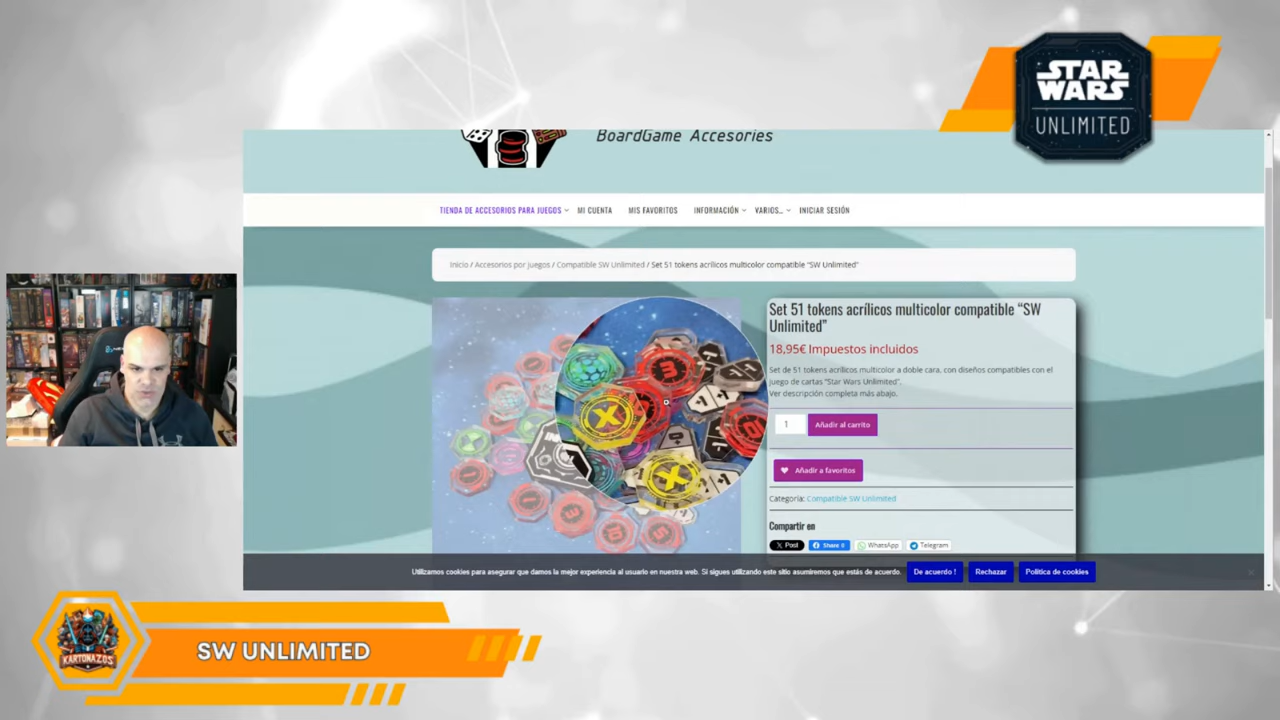 STAR
WARS
UNLIMITED
BoardGame Accesories
TIENDA DE ACCESORIOS PARA JUEGOS
MI CUENTA
MIS FAVORITOS
INFORMACIÓN
VARIOS...
INICIAR SESIÓN
Inicio / Accesorios por juegos / Compatible SW Unlimited / Set 51 tokens acrílicos multicolor compatible “SW Unlimited”
Set 51 tokens acrílicos multicolor compatible “SW
Unlimited”
18,95€ Impuestos incluidos
Set de 51 tokens acrílicos multicolor a doble cara, con diseños compatibles con el
juego de cartas “Star Wars Unlimited”.
Ver descripción completa más abajo.
1
Añadir al carrito
Añadir a favoritos
Categoría: Compatible SW Unlimited
Compartir en
X Post
Share 0
WhatsApp
Telegram
Utilizamos cookies para asegurar que damos la mejor experiencia al usuario en nuestra web. Si sigues utilizando este sitio asumiremos que estás de acuerdo.
De acuerdo !
Rechazar
Política de cookies
KARTONAZOS
SW UNLIMITED